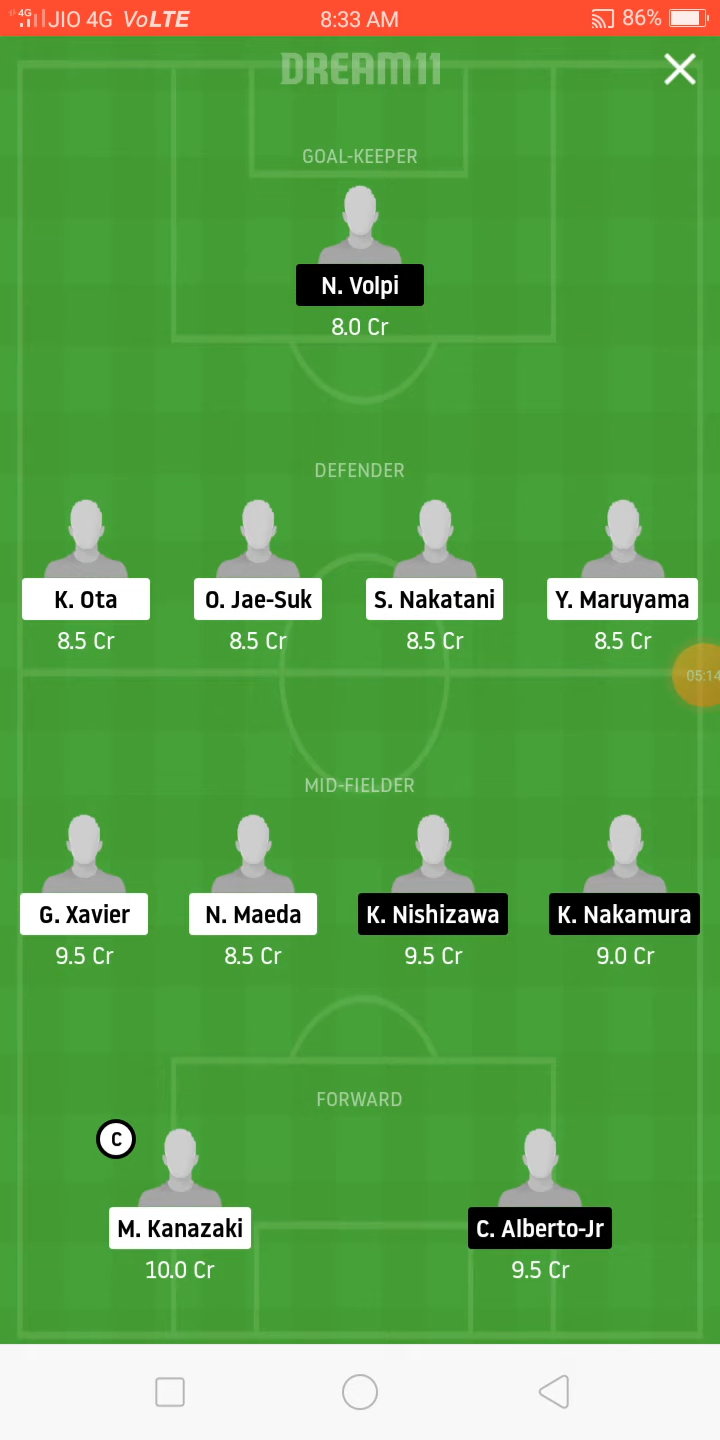 4G JIO 4G VoLTE 8:33 AM 86%
DREAM11
GOAL-KEEPER
N. Volpi
8.0 Cr
DEFENDER
K. Ota O. Jae-Suk S. Nakatani Y. Maruyama
8.5 Cr 8.5 Cr 8.5 Cr 8.5 Cr
05:14
MID-FIELDER
G. Xavier N. Maeda K. Nishizawa K. Nakamura
9.5 Cr 8.5 Cr 9.5 Cr 9.0 Cr
FORWARD
C
M. Kanazaki C. Alberto-Jr
10.0 Cr 9.5 Cr